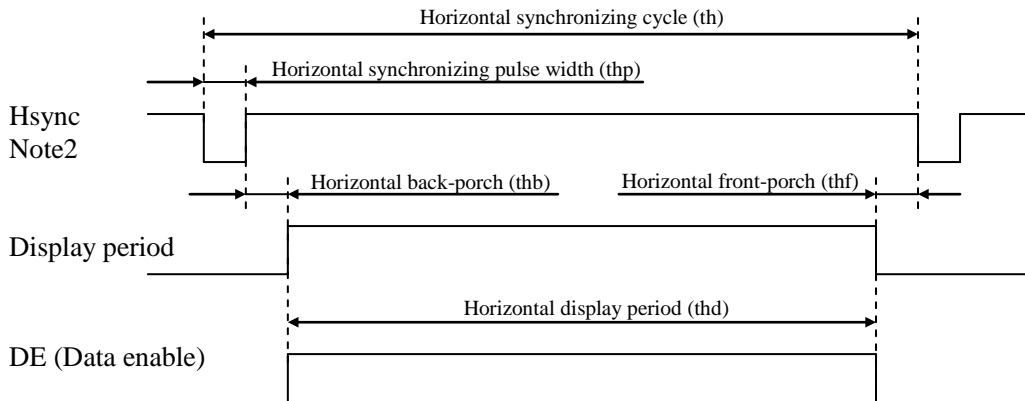 Horizontal synchronizing cycle (th)
Horizontal synchronizing pulse width (thp)
Hsync
Note2
Horizontal back-porch (thb)
Horizontal front-porch (thf)
Display period
Horizontal display period (thd)
DE (Data enable)